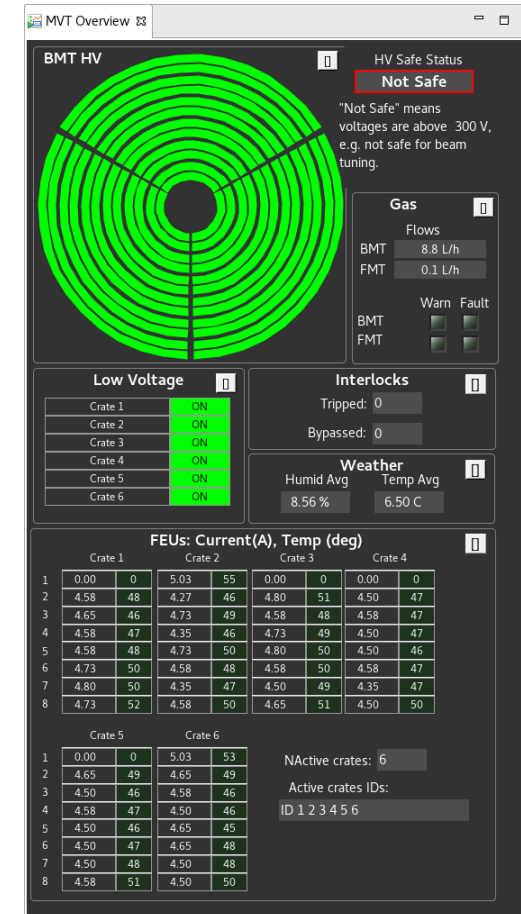 MVT Overview
BMT HV
HV Safe Status
Not Safe
"Not Safe" means
voltages are above 300 V,
e.g. not safe for beam
tuning.
Gas
Flows
BMT 8.8 L/h
FMT 0.1 L/h
Warn Fault
BMT
FMT
Low Voltage
Crate 1 ON
Crate 2 ON
Crate 3 ON
Crate 4 ON
Crate 5 ON
Crate 6 ON
Interlocks
Tripped: 0
Bypassed: 0
Weather
Humid Avg Temp Avg
8.56 % 6.50 C
FEUs: Current(A), Temp (deg)
Crate 1 Crate 2 Crate 3 Crate 4
1 0.00 0 5.03 55 0.00 0 0.00 0
2 4.58 48 4.27 46 4.80 51 4.50 47
3 4.65 46 4.73 49 4.58 48 4.58 47
4 4.58 47 4.35 46 4.73 49 4.50 47
5 4.58 48 4.73 50 4.80 50 4.50 46
6 4.73 50 4.58 48 4.58 50 4.58 47
7 4.80 50 4.35 47 4.50 49 4.35 47
8 4.73 52 4.58 50 4.65 51 4.50 50
Crate 5 Crate 6
1 0.00 0 5.03 53
2 4.65 49 4.65 49
3 4.50 46 4.58 46
4 4.58 47 4.50 46
5 4.50 46 4.65 45
6 4.50 47 4.65 48
7 4.50 48 4.50 48
8 4.58 51 4.50 50
NActive crates: 6
Active crates IDs:
ID 1 2 3 4 5 6